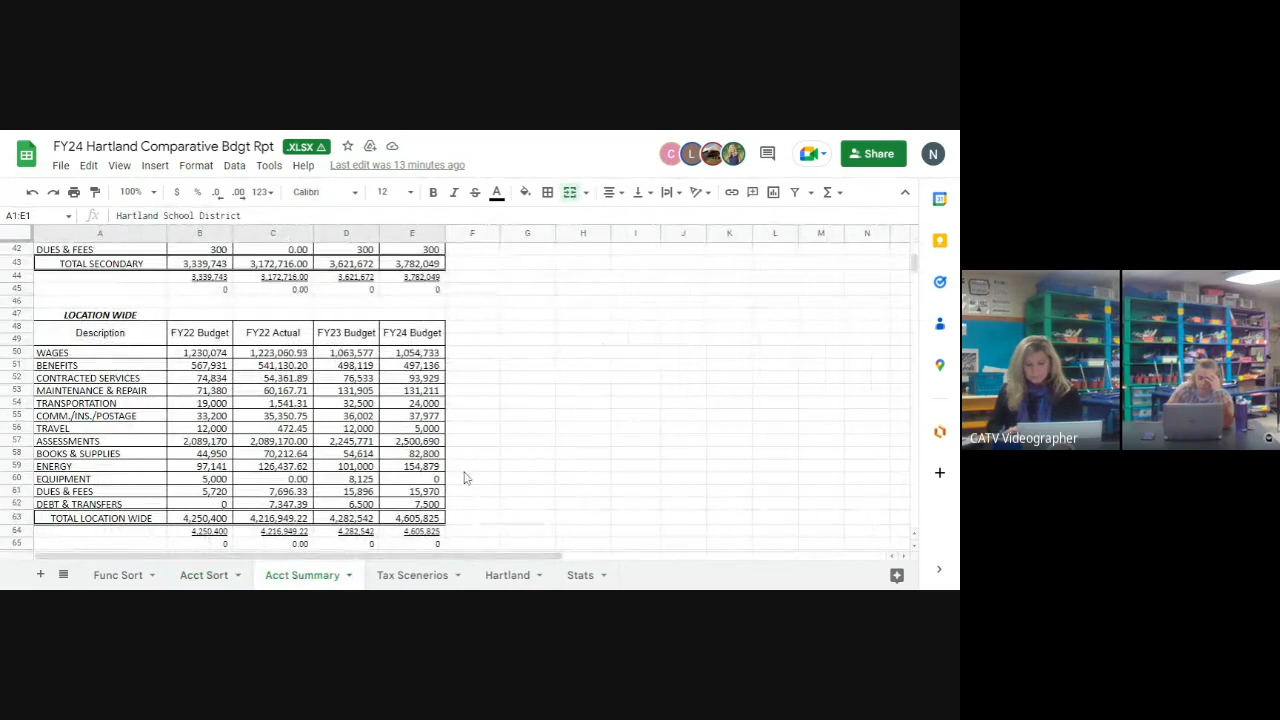 FY24 Hartland Comparative Bdgt Rpt .XLSX
File Edit View Insert Format Data Tools Help Last edit was 13 minutes ago
C L Share N
100% $ % .0 .00 123 Calibri 12 B I S A
A1:E1 fx Hartland School District
A B C D E F G H I J K L M N
42 DUES & FEES 300 0.00 300 300
43 TOTAL SECONDARY 3,339,743 3,172,716.00 3,621,672 3,782,049
44 3,339,743 3,172,716.00 3,621,672 3,782,049
45 0 0.00 0 0
46
47 LOCATION WIDE
48 Description FY22 Budget FY22 Actual FY23 Budget FY24 Budget
49
50 WAGES 1,230,074 1,223,060.93 1,063,577 1,054,733
51 BENEFITS 567,931 541,130.20 498,119 497,136
52 CONTRACTED SERVICES 74,834 54,361.89 76,533 93,929
53 MAINTENANCE & REPAIR 71,380 60,167.71 131,905 131,211
54 TRANSPORTATION 19,000 1,541.31 32,500 24,000
55 COMM./INS./POSTAGE 33,200 35,350.75 36,002 37,977
56 TRAVEL 12,000 472.45 12,000 5,000
57 ASSESSMENTS 2,089,170 2,089,170.00 2,245,771 2,500,690
58 BOOKS & SUPPLIES 44,950 70,212.64 54,614 82,800
59 ENERGY 97,141 126,437.62 101,000 154,879
60 EQUIPMENT 5,000 0.00 8,125 0
61 DUES & FEES 5,720 7,696.33 15,896 15,970
62 DEBT & TRANSFERS 0 7,347.39 6,500 7,500
63 TOTAL LOCATION WIDE 4,250,400 4,216,949.22 4,282,542 4,605,825
64 4,250,400 4,216,949.22 4,282,542 4,605,825
65 0 0.00 0 0
Func Sort Acct Sort Acct Summary Tax Scenerios Hartland Stats
CATV Videographer